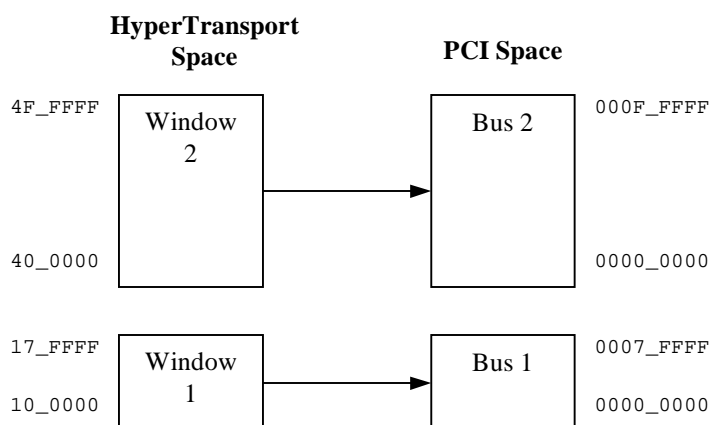 HyperTransport
Space
PCI Space
4F_FFFF
Window
2
Bus 2
000F_FFFF
40_0000
0000_0000
17_FFFF
Window
1
Bus 1
0007_FFFF
10_0000
0000_0000